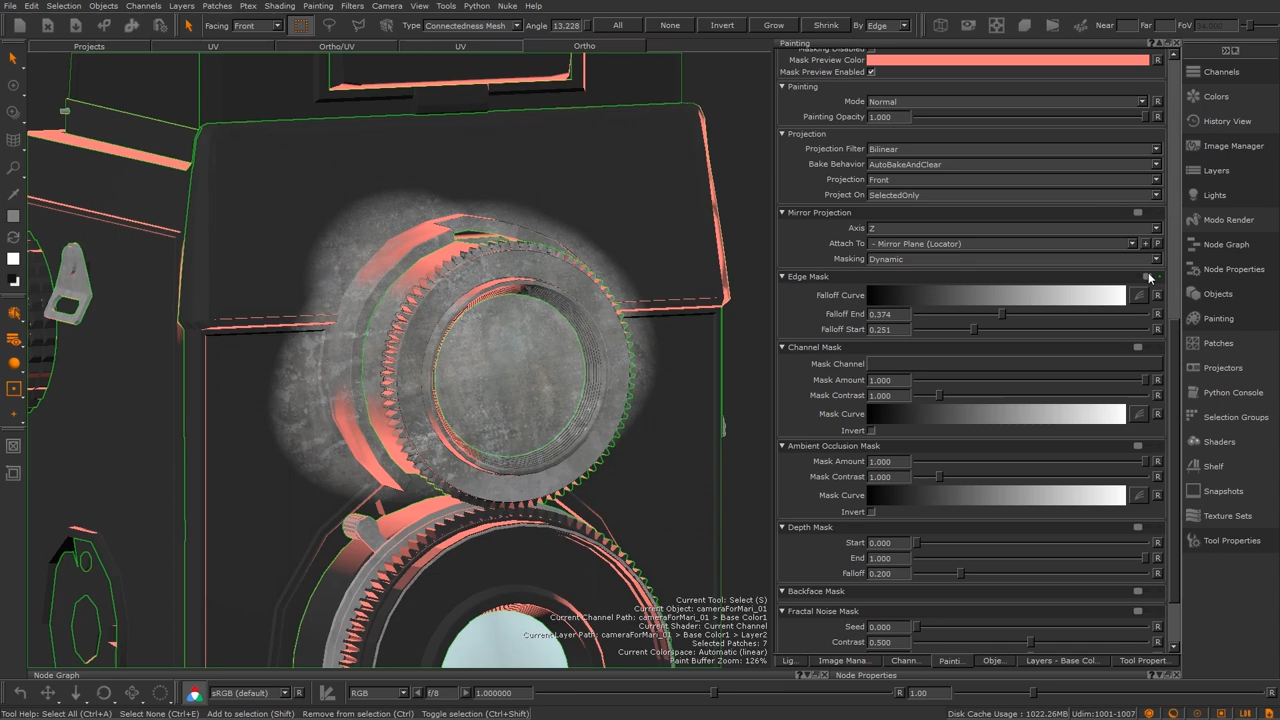 File Edit Selection Objects Channels Layers Patches Ptex Shading Painting Filters Camera View Tools Python Nuke Help
Facing Front Type Connectedness Mesh Angle 13.228 All None Invert Grow Shrink By Edge Near Far FoV
Projects UV Ortho/UV UV Ortho
Painting
Masking Disabled
Mask Preview Color R
Mask Preview Enabled
Painting
Mode Normal R
Painting Opacity 1.000 R
Projection
Projection Filter Bilinear
Bake Behavior AutoBakeAndClear
Projection Front
Project On SelectedOnly
Mirror Projection
Axis Z
Attach To - Mirror Plane (Locator) + P
Masking Dynamic
Edge Mask
Falloff Curve R
Falloff End 0.374 R
Falloff Start 0.251 R
Channel Mask
Mask Channel
Mask Amount 1.000 R
Mask Contrast 1.000 R
Mask Curve R
Invert
Ambient Occlusion Mask
Mask Amount 1.000 R
Mask Contrast 1.000 R
Mask Curve R
Invert
Depth Mask
Start 0.000 R
End 1.000 R
Falloff 0.200 R
Backface Mask
Fractal Noise Mask
Seed 0.000 R
Contrast 0.500 R
Channels
Colors
History View
Image Manager
Layers
Lights
Modo Render
Node Graph
Node Properties
Objects
Painting
Patches
Projectors
Python Console
Selection Groups
Shaders
Shelf
Snapshots
Texture Sets
Tool Properties
Current Tool: Select (S)
Current Object: cameraForMari_01
Current Channel Path: cameraForMari_01 > Base Color1
Current Shader: Current Channel
Current Layer Path: cameraForMari_01 > Base Color1 > Layer2
Selected Patches: 7
Current Colorspace: Automatic (linear)
Paint Buffer Zoom: 126%
Lig... Image Mana... Chann... Painti... Obje... Layers - Base Col... Tool Propert...
Node Graph Node Properties
sRGB (default) R RGB f/8 1.000000 R 1.00 R
Tool Help: Select All (Ctrl+A) Select None (Ctrl+E) Add to selection (Shift) Remove from selection (Ctrl) Toggle selection (Ctrl+Shift) Disk Cache Usage : 1022.26MB Udim:1001-1007